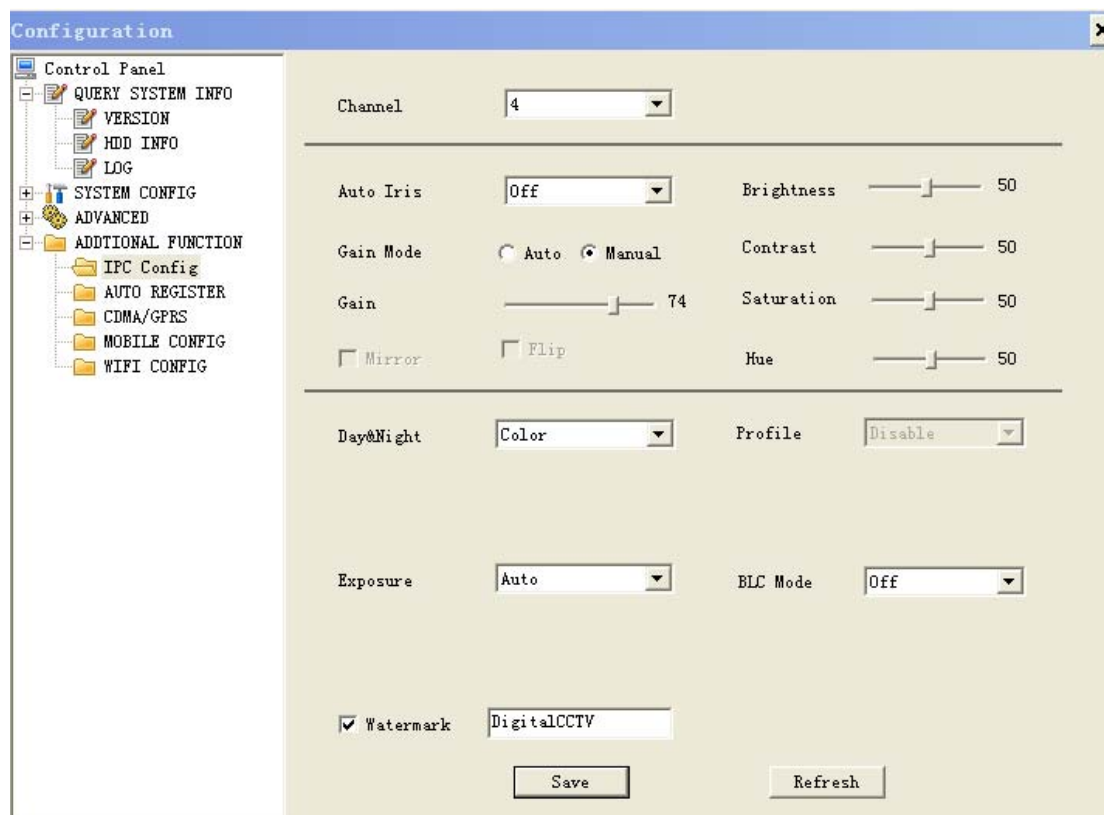 Configuration
Control Panel
QUERY SYSTEM INFO
VERSION
HDD INFO
LOG
SYSTEM CONFIG
ADVANCED
ADDTIONAL FUNCTION
IPC Config
AUTO REGISTER
CDMA/GPRS
MOBILE CONFIG
WIFI CONFIG
Channel 4
Auto Iris Off Brightness 50
Gain Mode Auto Manual Contrast 50
Gain 74 Saturation 50
Mirror Flip Hue 50
Day&Night Color Profile Disable
Exposure Auto BLC Mode Off
Watermark DigitalCCTV
Save Refresh